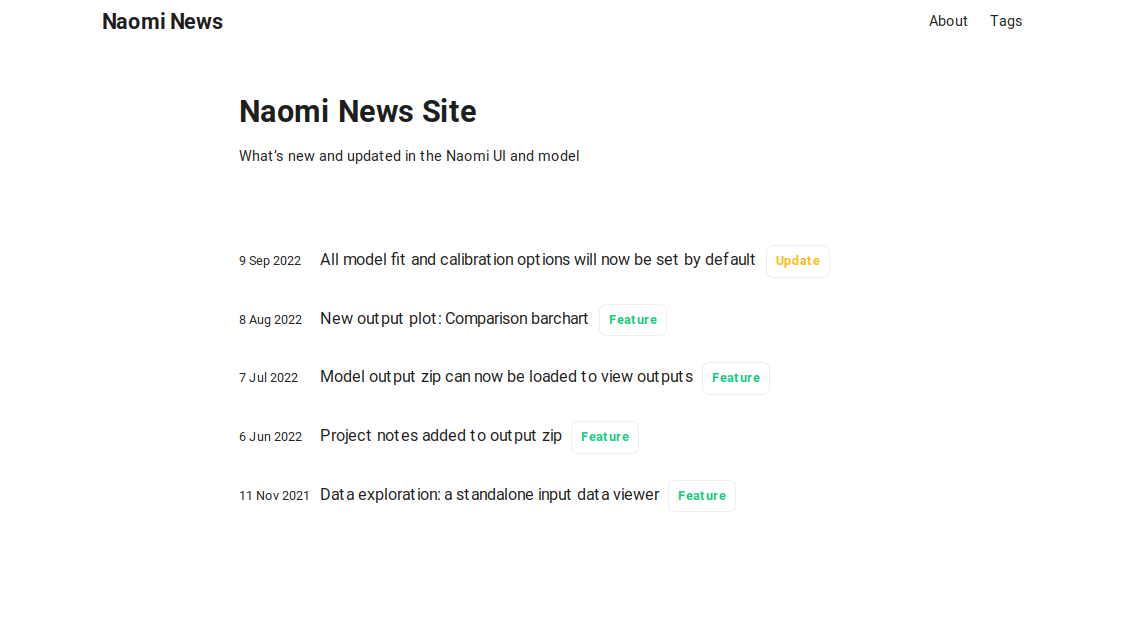 Naomi News About Tags
Naomi News Site
What's new and updated in the Naomi UI and model
9 Sep 2022 All model fit and calibration options will now be set by default Update
8 Aug 2022 New output plot: Comparison barchart Feature
7 Jul 2022 Model output zip can now be loaded to view outputs Feature
6 Jun 2022 Project notes added to output zip Feature
11 Nov 2021 Data exploration: a standalone input data viewer Feature